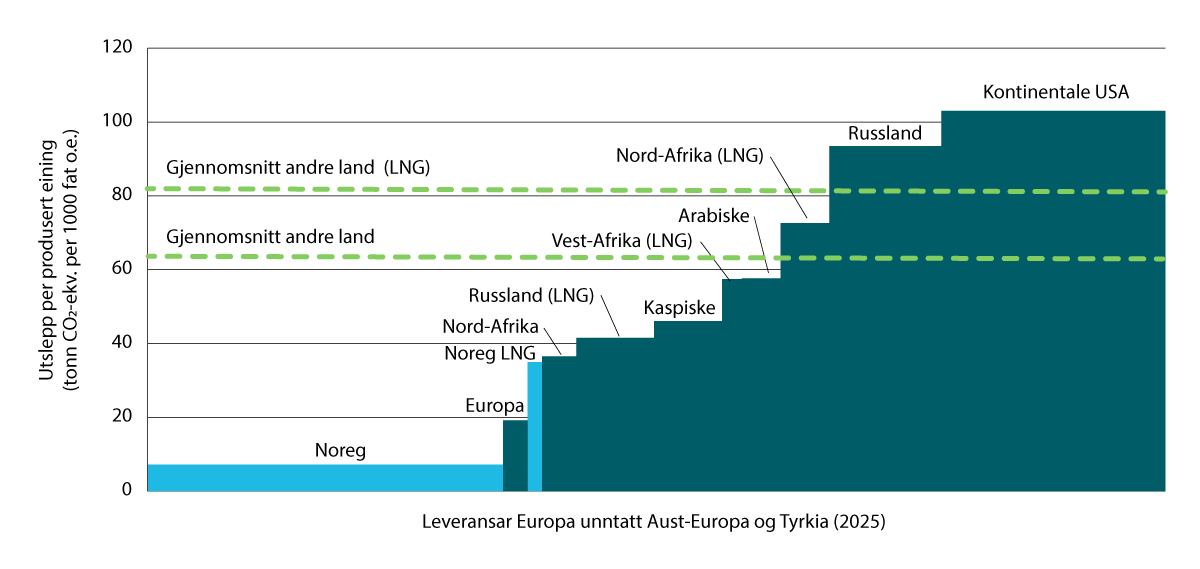 120
100
80
60
40
20
0
Utslepp per produsert eining
(tonn CO₂-ekv. per 1000 fat o.e.)
Kontinentale USA
Russland
Nord-Afrika (LNG)
Gjennomsnitt andre land (LNG)
Arabiske
Gjennomsnitt andre land
Vest-Afrika (LNG)
Russland (LNG)
Kaspiske
Nord-Afrika
Noreg LNG
Europa
Noreg
Leveransar Europa unntatt Aust-Europa og Tyrkia (2025)